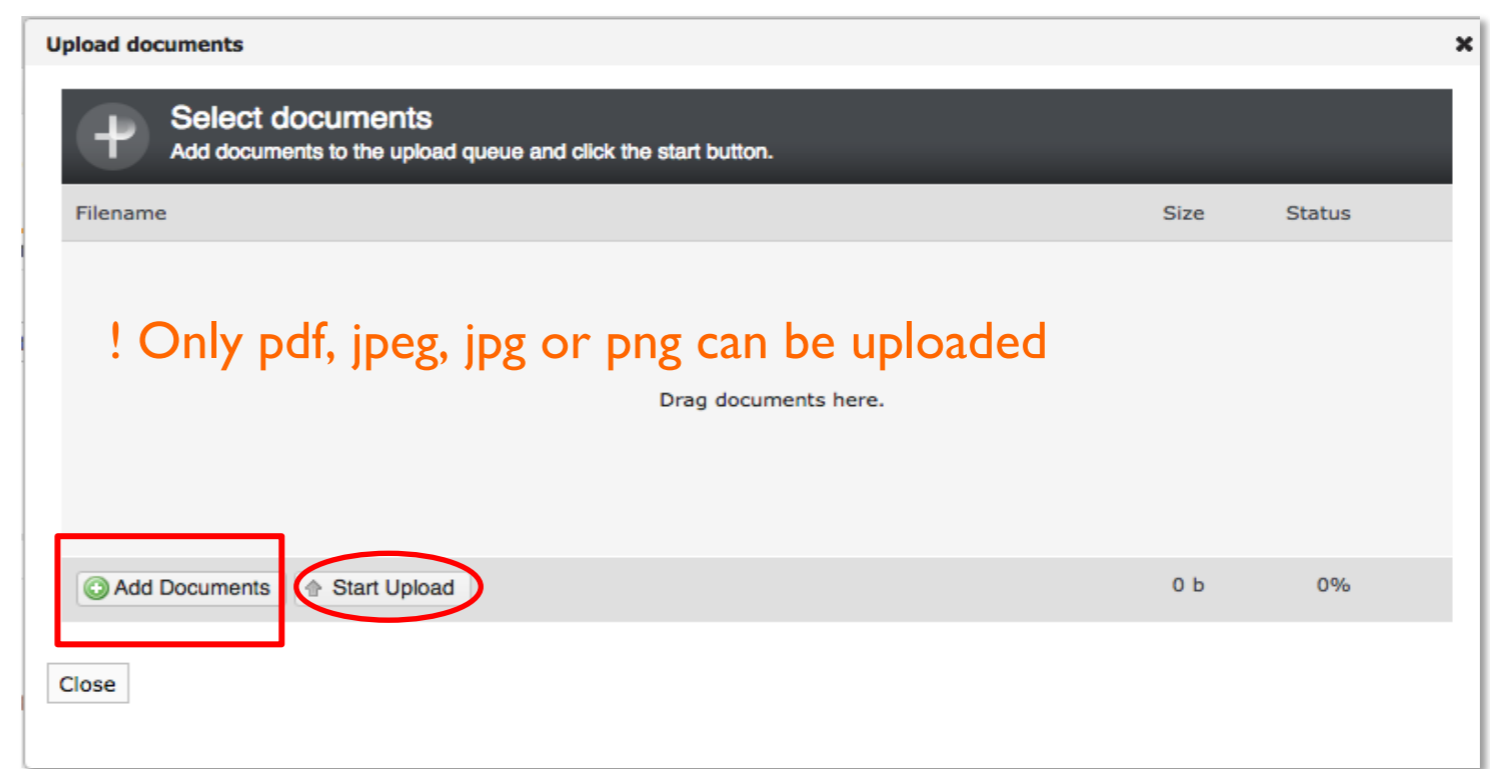 Upload documents
Select documents
Add documents to the upload queue and click the start button.
Filename Size Status
! Only pdf, jpeg, jpg or png can be uploaded
Drag documents here.
Add Documents Start Upload 0 b 0%
Close